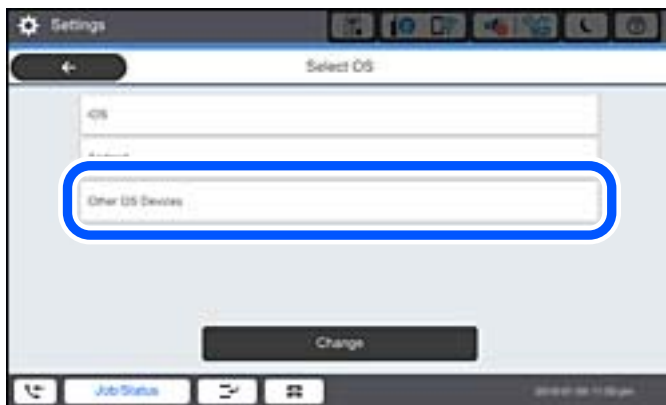 Settings
Select OS
iOS
Other OS Devices
Change
Job/Status